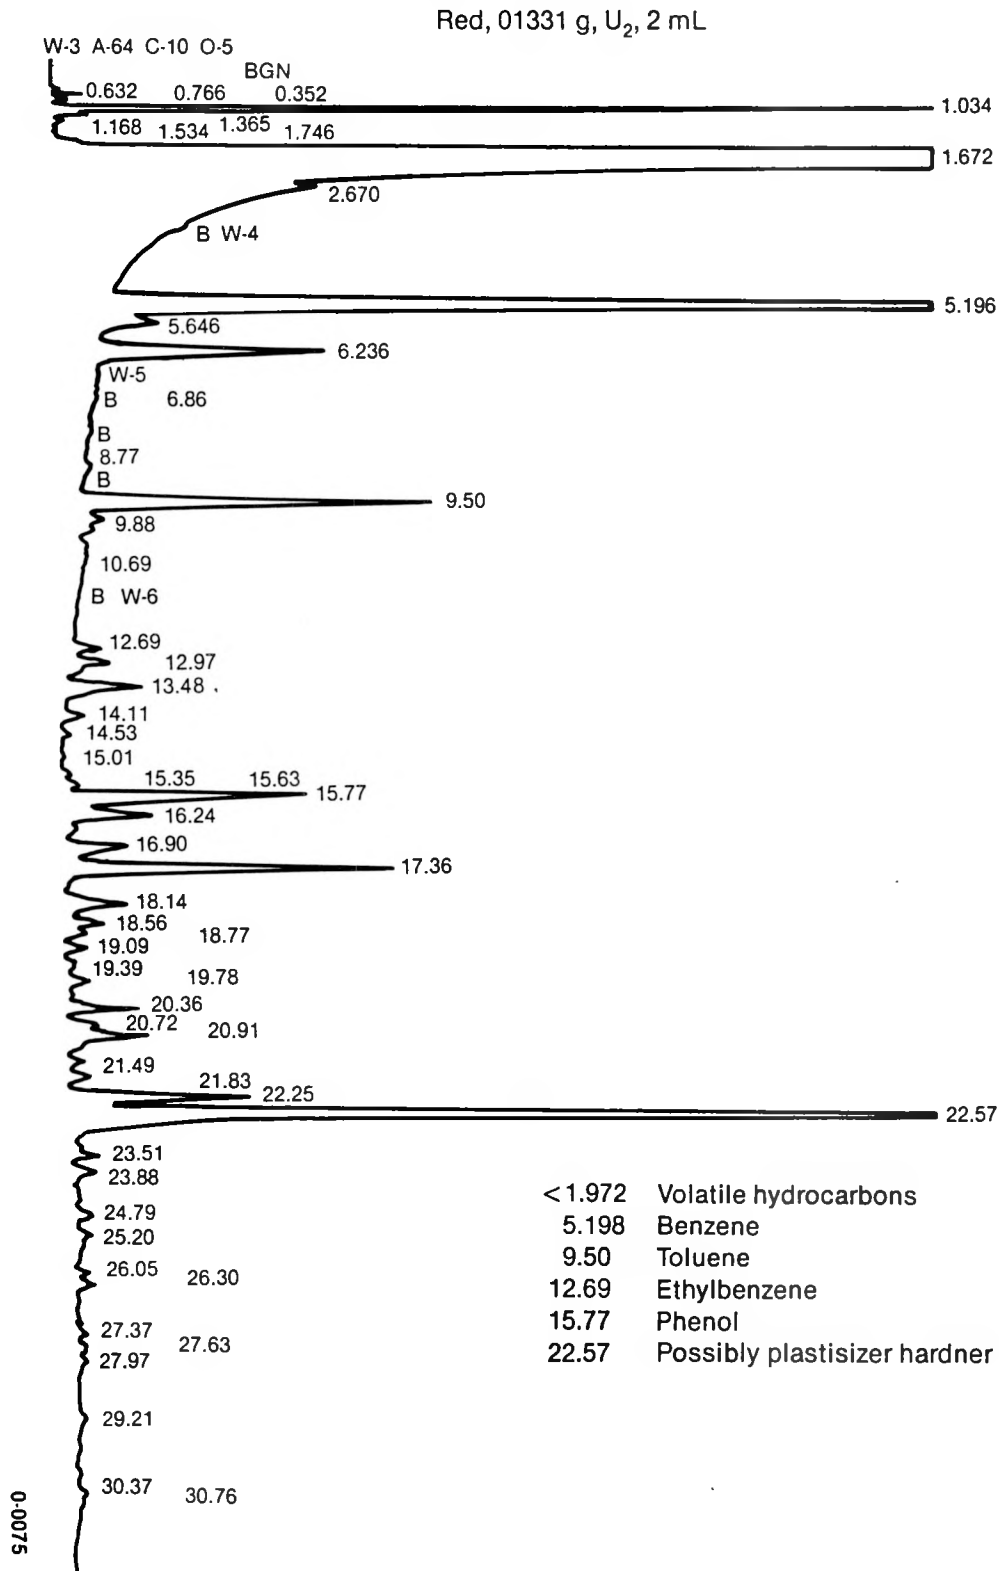 Red, 01331 g, U₂, 2 mL
W-3 A-64 C-10 O-5
BGN
0.632 0.766 0.352
1.034
1.168 1.534 1.365 1.746
1.672
2.670
B W-4
5.196
5.646
6.236
W-5
B 6.86
B
8.77
B
9.50
9.88
10.69
B W-6
12.69
12.97
13.48
14.11
14.53
15.01
15.35 15.63
15.77
16.24
16.90
17.36
18.14
18.56
18.77
19.09
19.39
19.78
20.36
20.72 20.91
21.49
21.83
22.25
22.57
23.51
23.88
24.79
25.20
26.05 26.30
27.37
27.63
27.97
29.21
30.37 30.76
<1.972 Volatile hydrocarbons
5.198 Benzene
9.50 Toluene
12.69 Ethylbenzene
15.77 Phenol
22.57 Possibly plastisizer hardner
0-0075